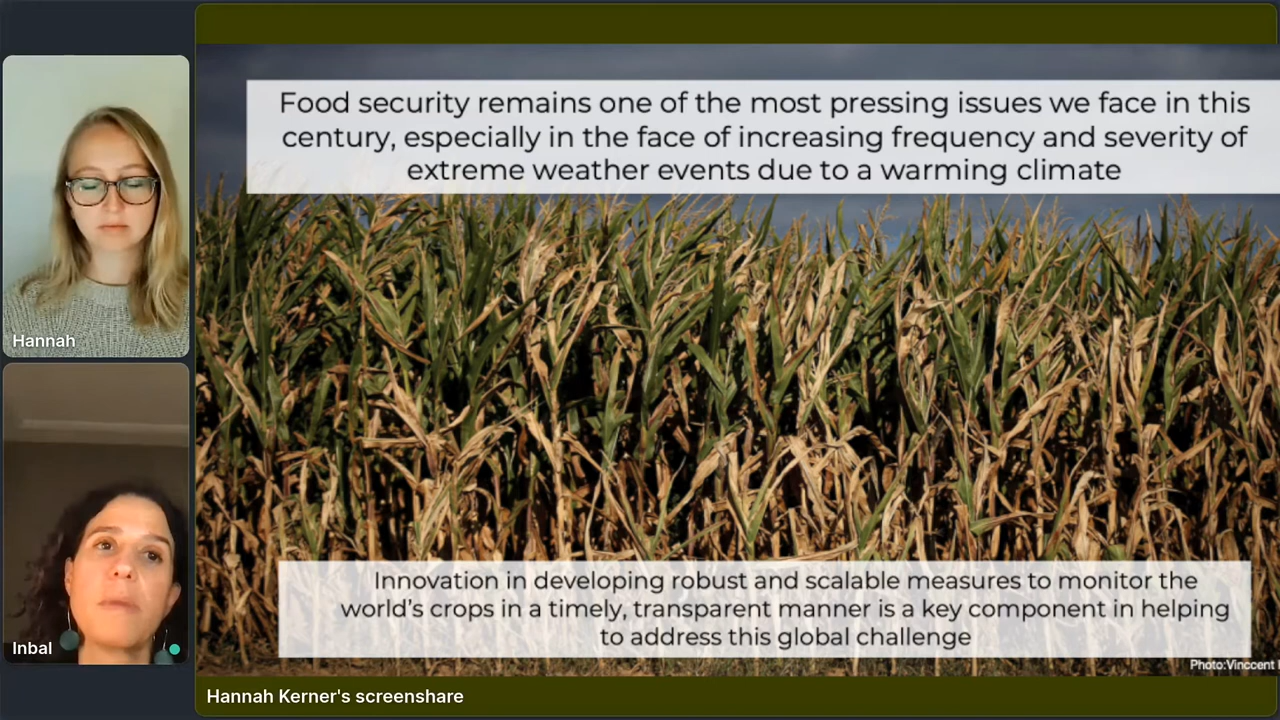 Food security remains one of the most pressing issues we face in this
century, especially in the face of increasing frequency and severity of
extreme weather events due to a warming climate
Hannah
Inbal
Innovation in developing robust and scalable measures to monitor the
world's crops in a timely, transparent manner is a key component in helping
to address this global challenge
Photo:Vinccent
Hannah Kerner's screenshare